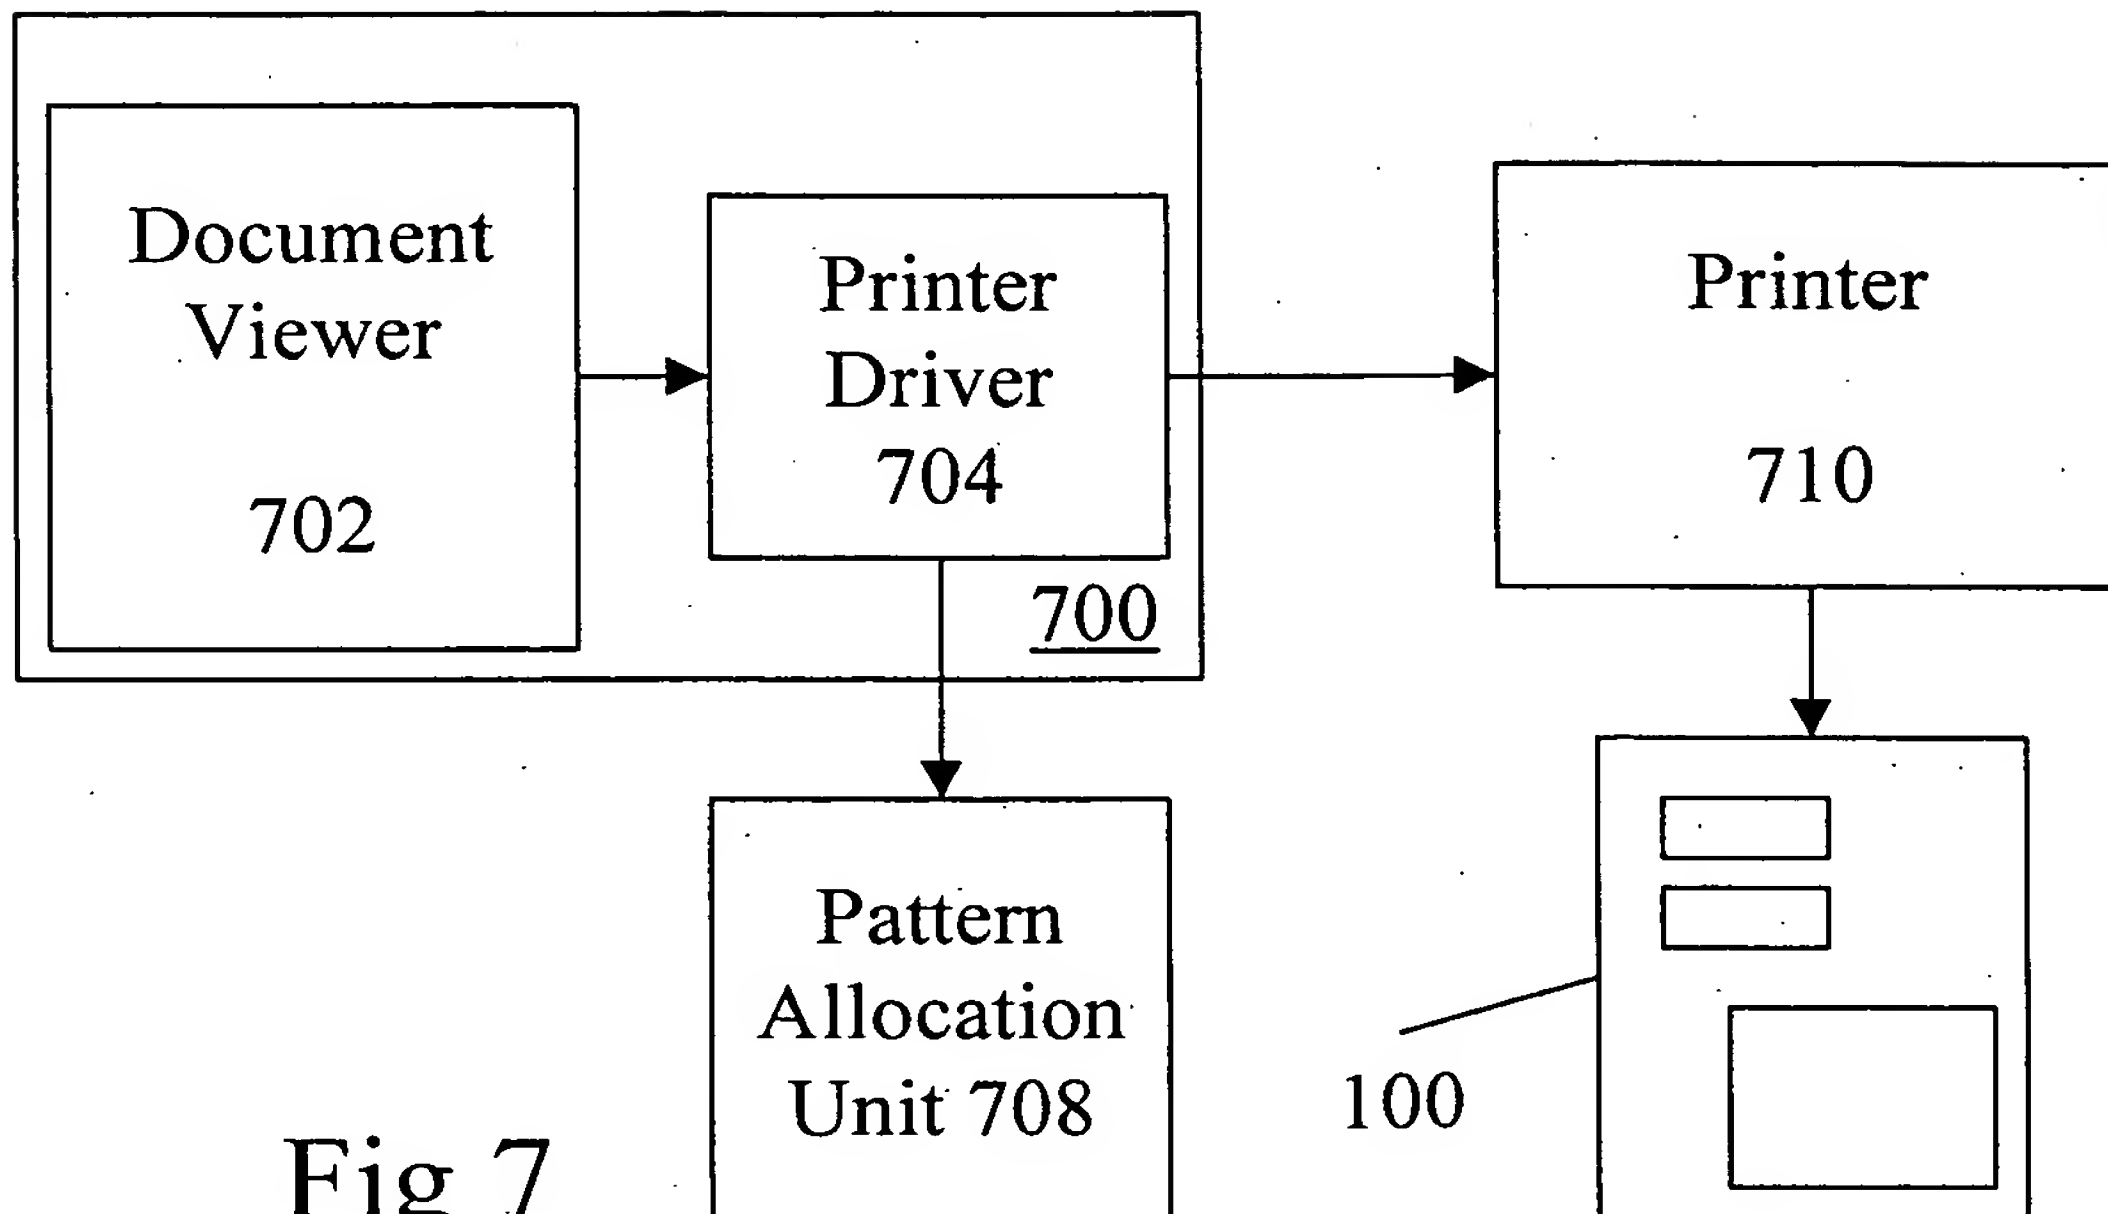 Document
Viewer
702
Printer
Driver
704
700
Printer
710
Pattern
Allocation
Unit 708
100
Fig 7